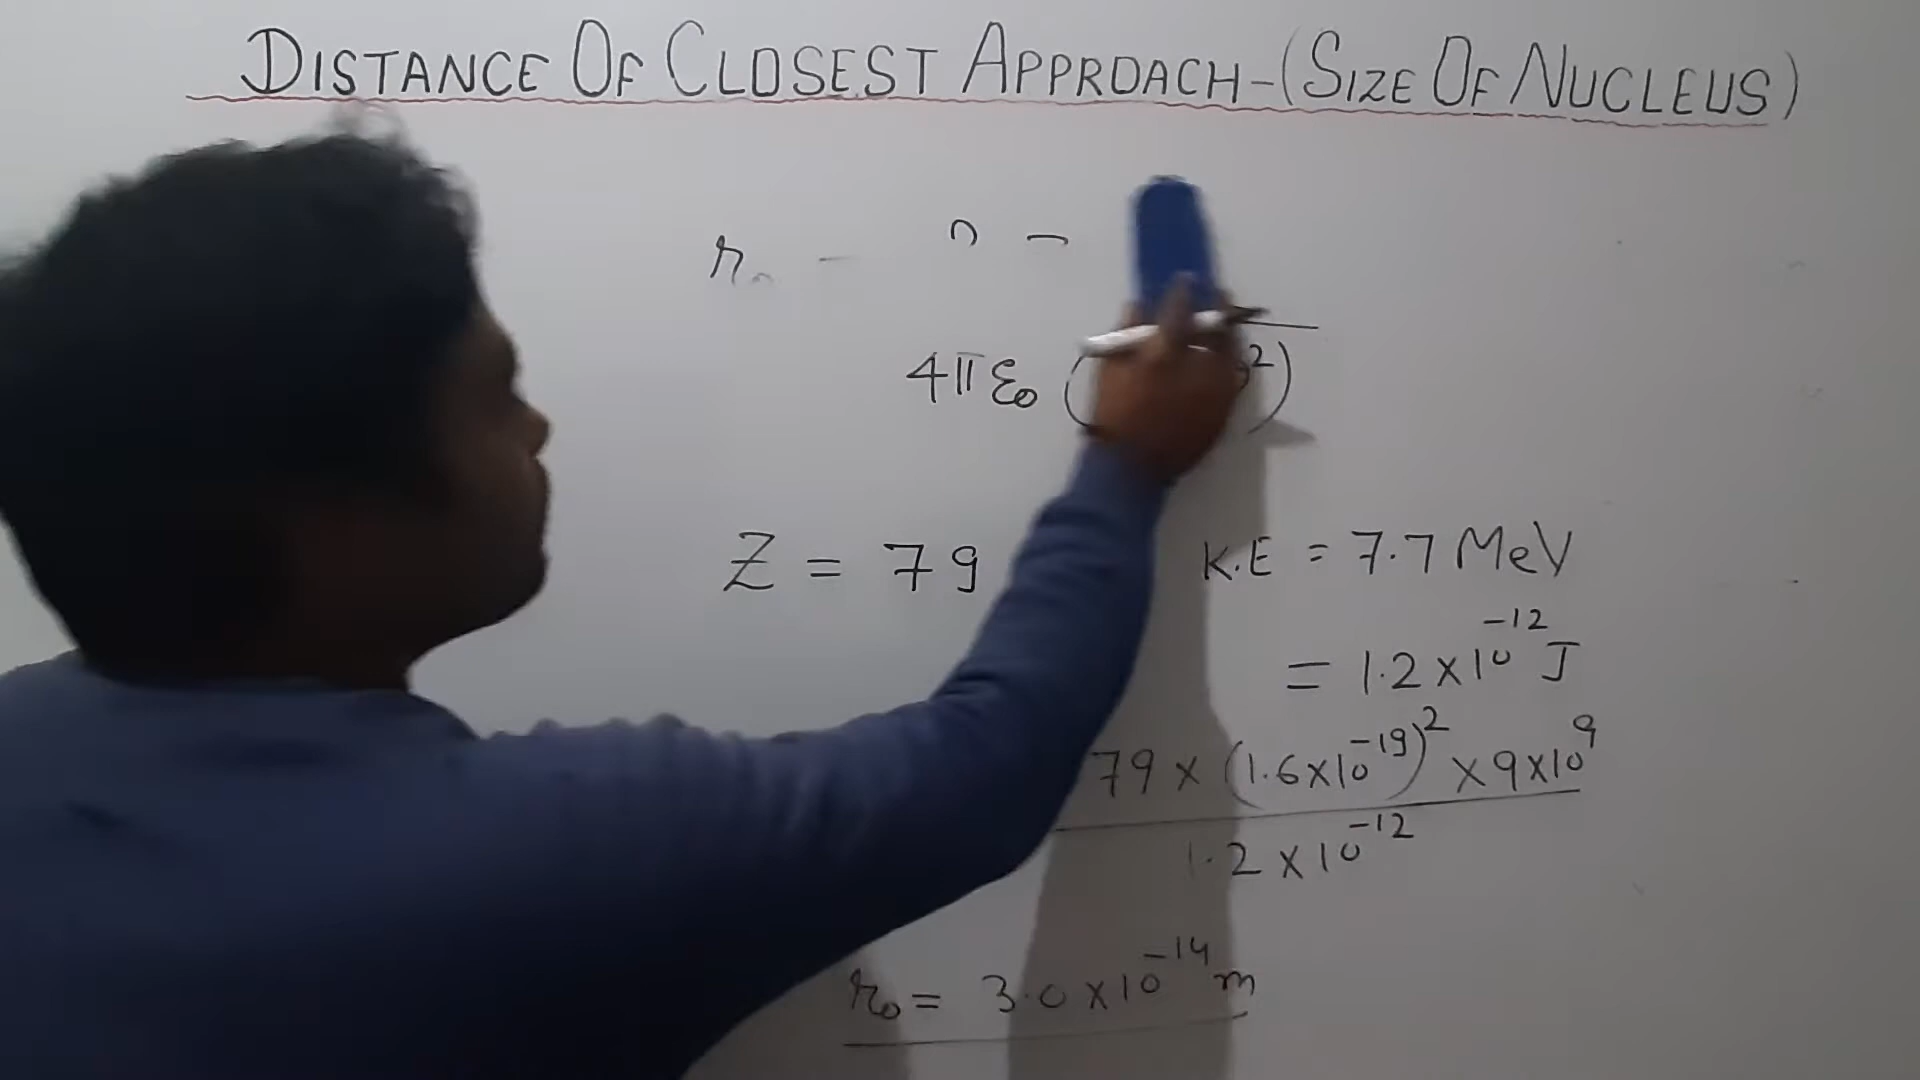 DISTANCE OF CLOSEST APPROACH-(SIZE OF NUCLEUS)
4πε₀ ( ²)
Z = 79
K.E = 7.7 MeV
= 1.2×10⁻¹² J
79 × (1.6×10⁻¹⁹)² × 9×10⁹
1.2 × 10⁻¹²
r₀ = 3.0 × 10⁻¹⁴ m